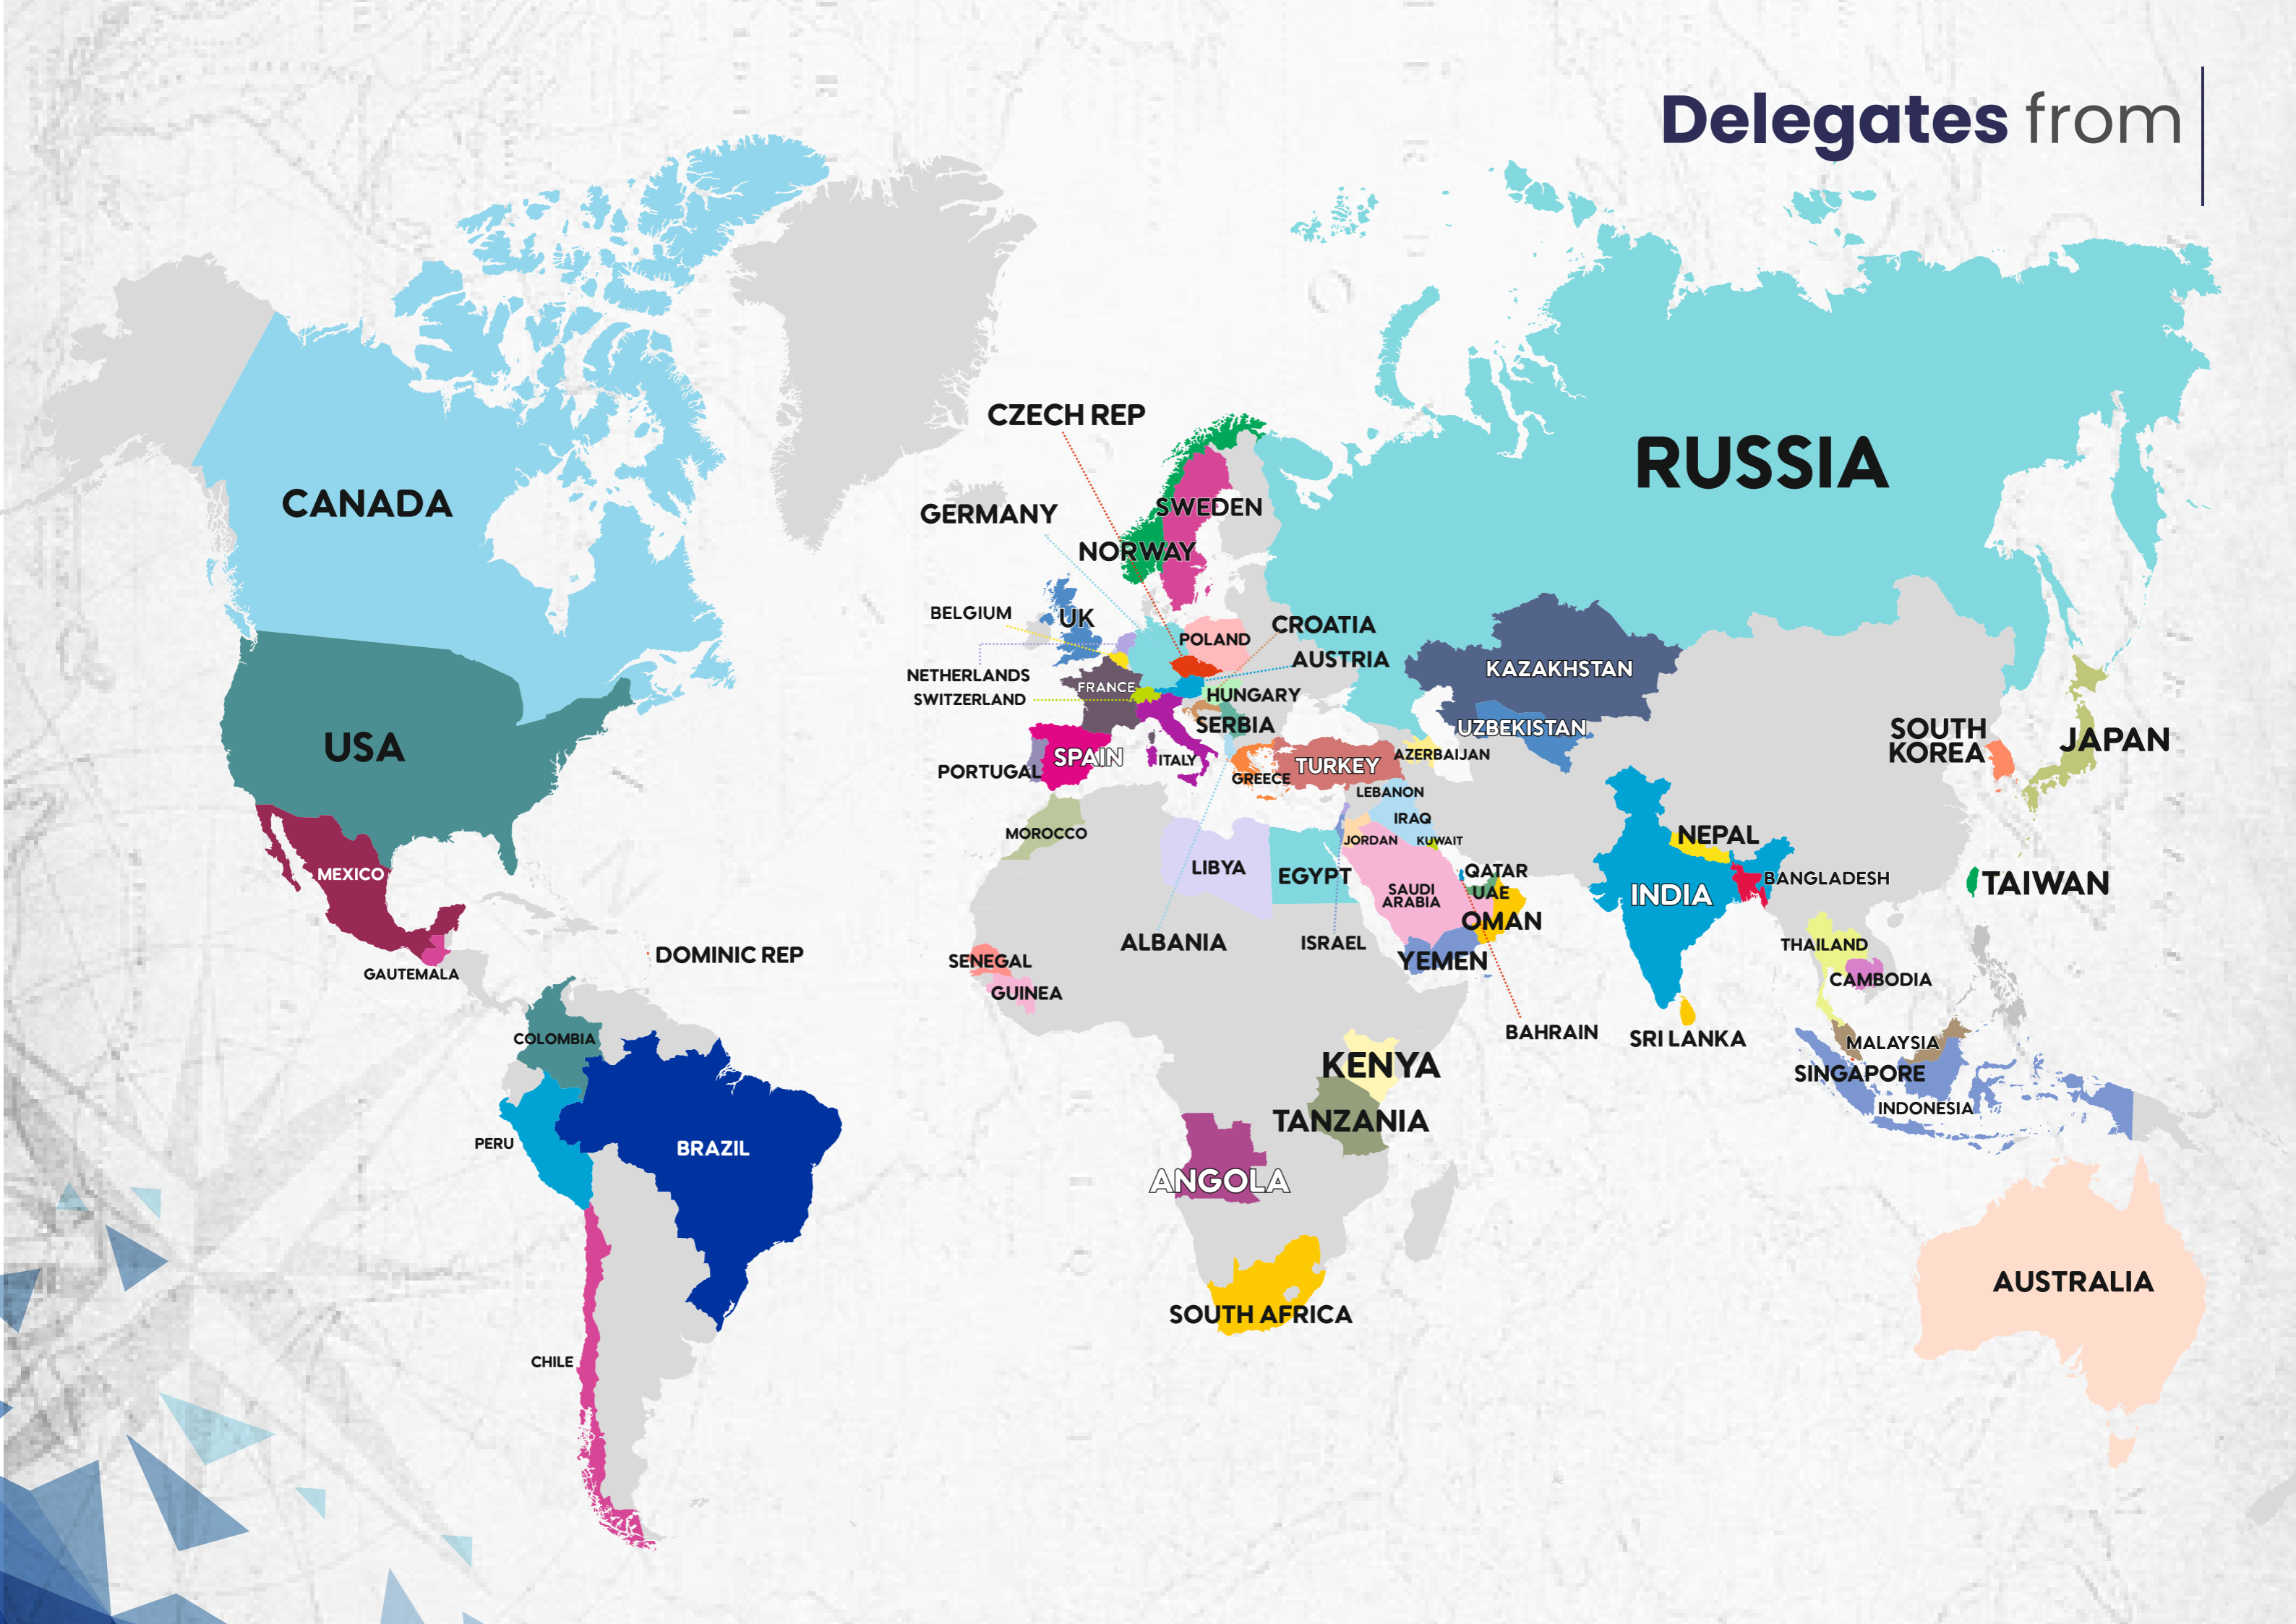 Delegates from
CZECH REP
GERMANY
SWEDEN
NORWAY
RUSSIA
CANADA
BELGIUM
UK
CROATIA
POLAND
AUSTRIA
NETHERLANDS
FRANCE
SWITZERLAND
HUNGARY
SERBIA
KAZAKHSTAN
UZBEKISTAN
USA
SPAIN
ITALY
PORTUGAL
GREECE
TURKEY
AZERBAIJAN
SOUTH
KOREA
JAPAN
LEBANON
IRAQ
JORDAN
KUWAIT
MOROCCO
LIBYA
EGYPT
SAUDI
ARABIA
QATAR
UAE
OMAN
YEMEN
ISRAEL
ALBANIA
NEPAL
INDIA
BANGLADESH
TAIWAN
MEXICO
GAUTEMALA
DOMINIC REP
SENEGAL
GUINEA
THAILAND
CAMBODIA
BAHRAIN
SRI LANKA
MALAYSIA
SINGAPORE
INDONESIA
COLOMBIA
KENYA
TANZANIA
PERU
BRAZIL
ANGOLA
AUSTRALIA
SOUTH AFRICA
CHILE